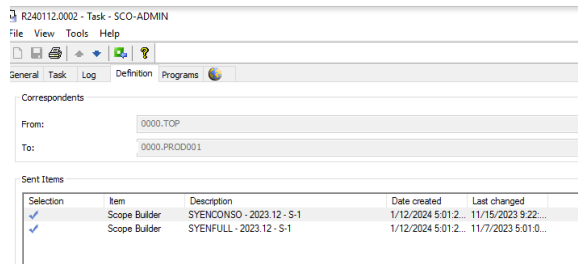 R240112.0002 - Task - SCO-ADMIN
File View Tools Help
General Task Log Definition Programs
Correspondents
From: 0000.TOP
To: 0000.PROD001
Sent Items
Selection Item Description Date created Last changed
Scope Builder SYENCONSO - 2023.12 - S-1 1/12/2024 5:01:2... 11/15/2023 9:22:...
Scope Builder SYENFULL - 2023.12 - S-1 1/12/2024 5:01:2... 11/7/2023 5:01:0...